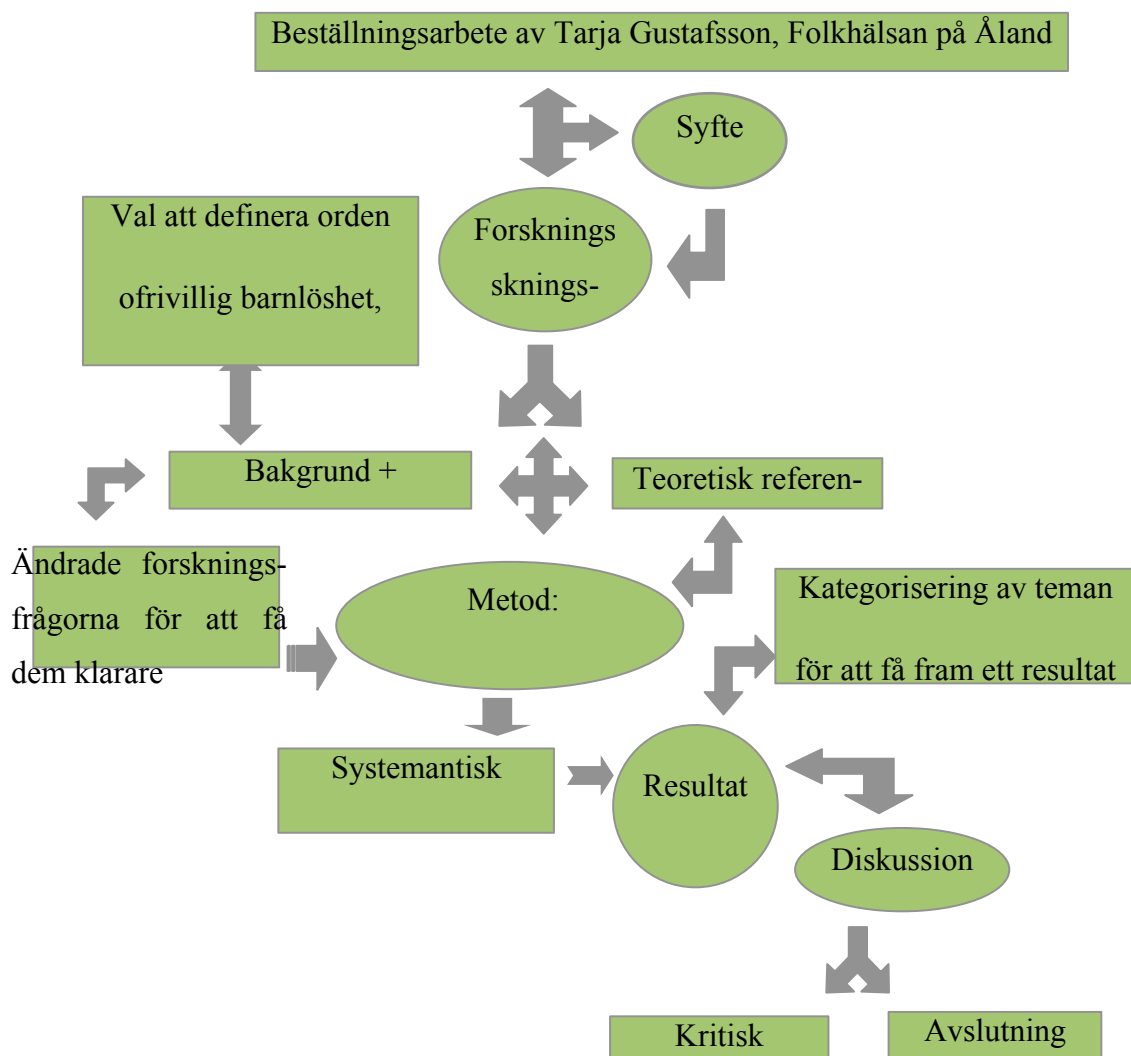 Beställningsarbete av Tarja Gustafsson, Folkhälsan på Åland
Syfte
Val att definera orden
ofrivillig barnlöshet,
Forsknings
sknings-
Bakgrund +
Teoretisk referen-
Ändrade forsknings-
frågorna för att få
dem klarare
Metod:
Kategorisering av teman
för att få fram ett resultat
Systemantisk
Resultat
Diskussion
Kritisk
Avslutning